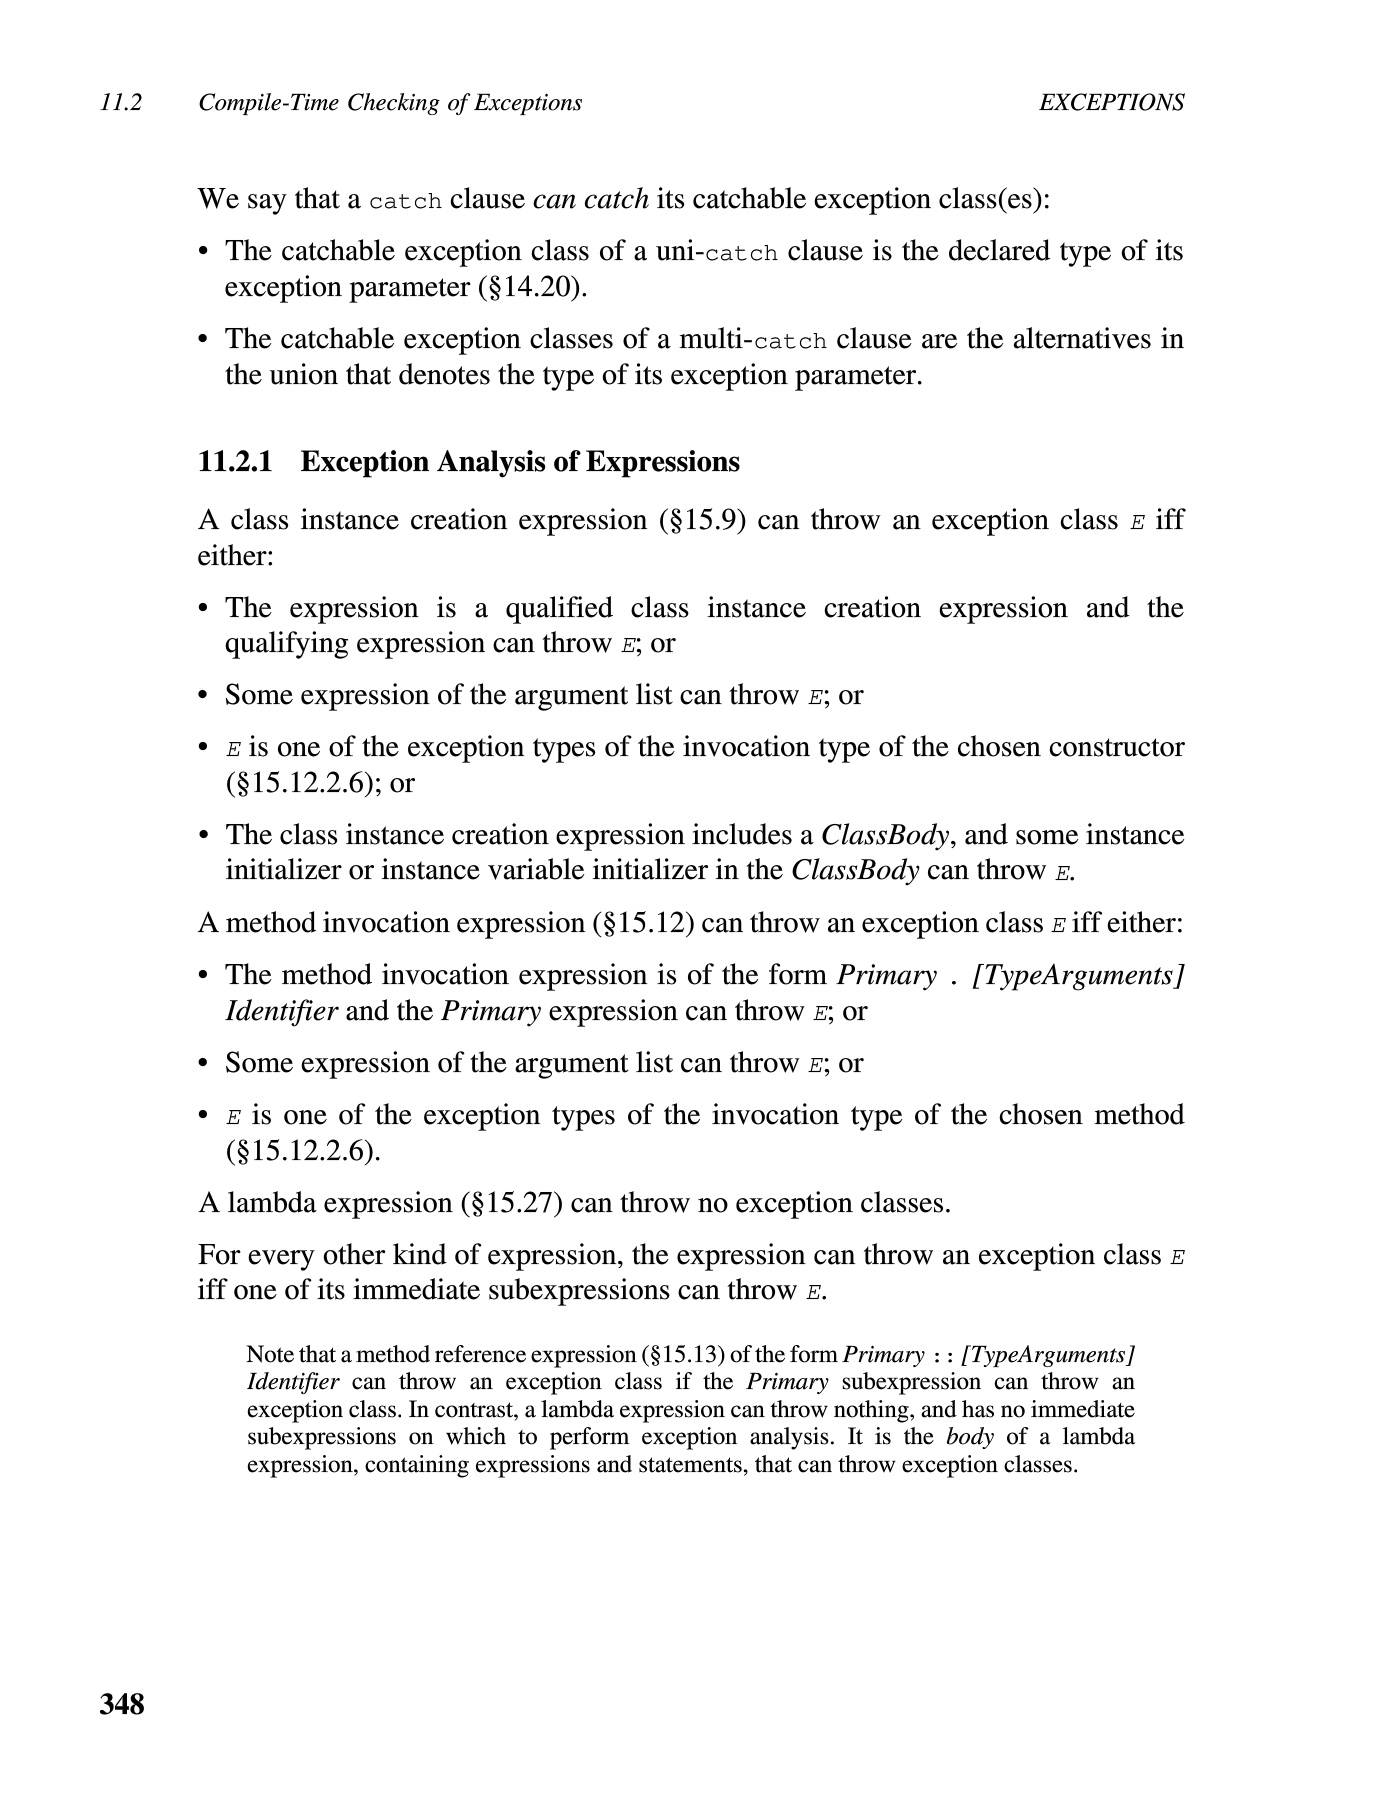 11.2 Compile-Time Checking of Exceptions EXCEPTIONS
We say that a catch clause can catch its catchable exception class(es):
• The catchable exception class of a uni-catch clause is the declared type of its
exception parameter (§14.20).
• The catchable exception classes of a multi-catch clause are the alternatives in
the union that denotes the type of its exception parameter.
11.2.1 Exception Analysis of Expressions
A class instance creation expression (§15.9) can throw an exception class E iff
either:
• The expression is a qualified class instance creation expression and the
qualifying expression can throw E; or
• Some expression of the argument list can throw E; or
• E is one of the exception types of the invocation type of the chosen constructor
(§15.12.2.6); or
• The class instance creation expression includes a ClassBody, and some instance
initializer or instance variable initializer in the ClassBody can throw E.
A method invocation expression (§15.12) can throw an exception class E iff either:
• The method invocation expression is of the form Primary . [TypeArguments]
Identifier and the Primary expression can throw E; or
• Some expression of the argument list can throw E; or
• E is one of the exception types of the invocation type of the chosen method
(§15.12.2.6).
A lambda expression (§15.27) can throw no exception classes.
For every other kind of expression, the expression can throw an exception class E
iff one of its immediate subexpressions can throw E.
Note that a method reference expression (§15.13) of the form Primary :: [TypeArguments]
Identifier can throw an exception class if the Primary subexpression can throw an
exception class. In contrast, a lambda expression can throw nothing, and has no immediate
subexpressions on which to perform exception analysis. It is the body of a lambda
expression, containing expressions and statements, that can throw exception classes.
348